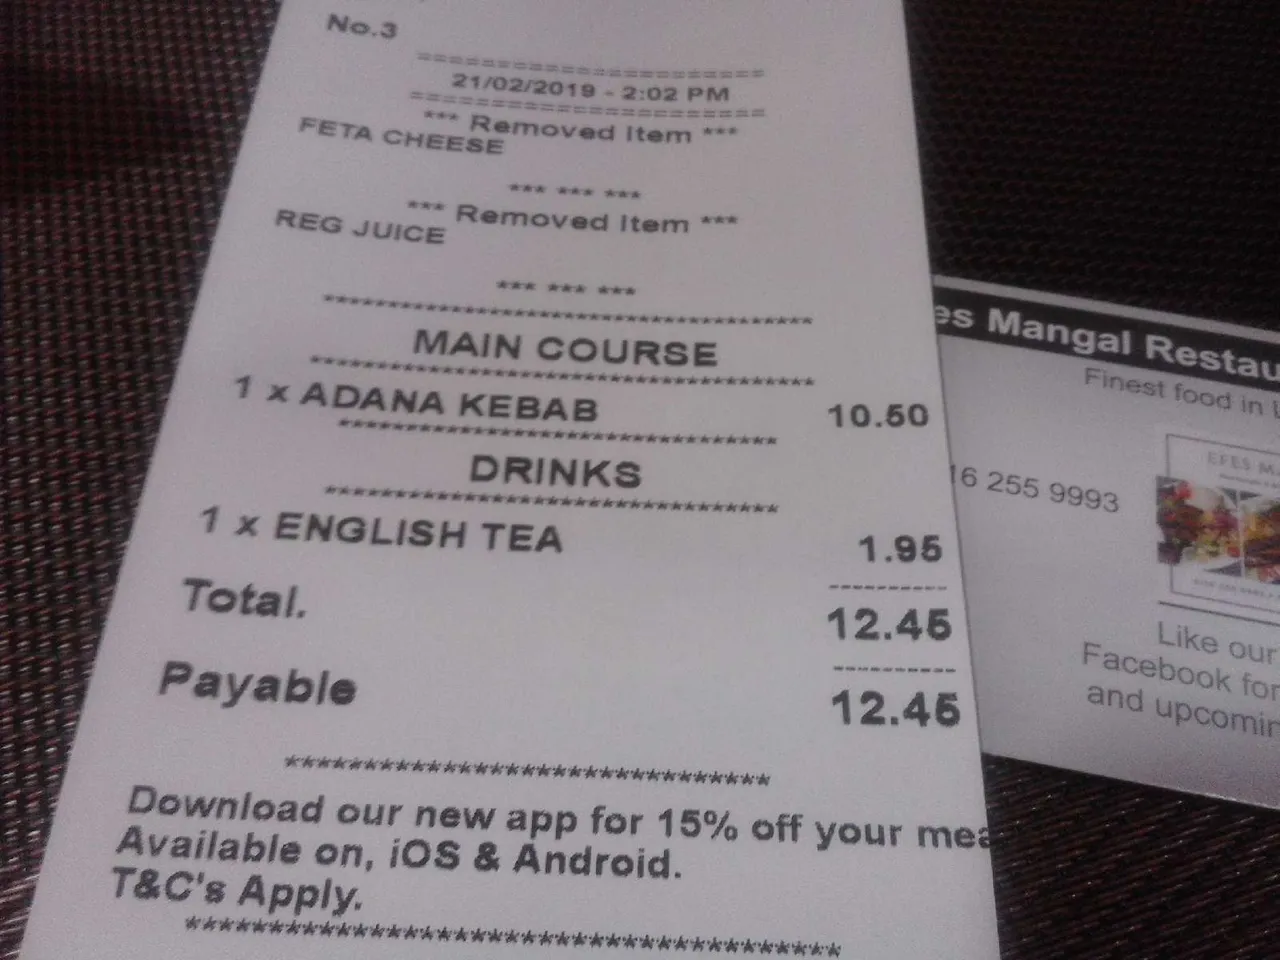 No.3
======================
21/02/2019 - 2:02 PM
======================
*** Removed Item ***
FETA CHEESE
*** *** ***
*** Removed Item ***
REG JUICE
*** *** ***
**************************************
MAIN COURSE
**************************************
1 x ADANA KEBAB 10.50
**********************************
DRINKS
**********************************
1 x ENGLISH TEA 1.95
----------
Total. 12.45
----------
Payable 12.45
*******************************
Download our new app for 15% off your mea
Available on, iOS & Android.
T&C's Apply.
******************************************
es Mangal Restau
Finest food in
16 255 9993
EFES M
Like our
Facebook for
and upcomin